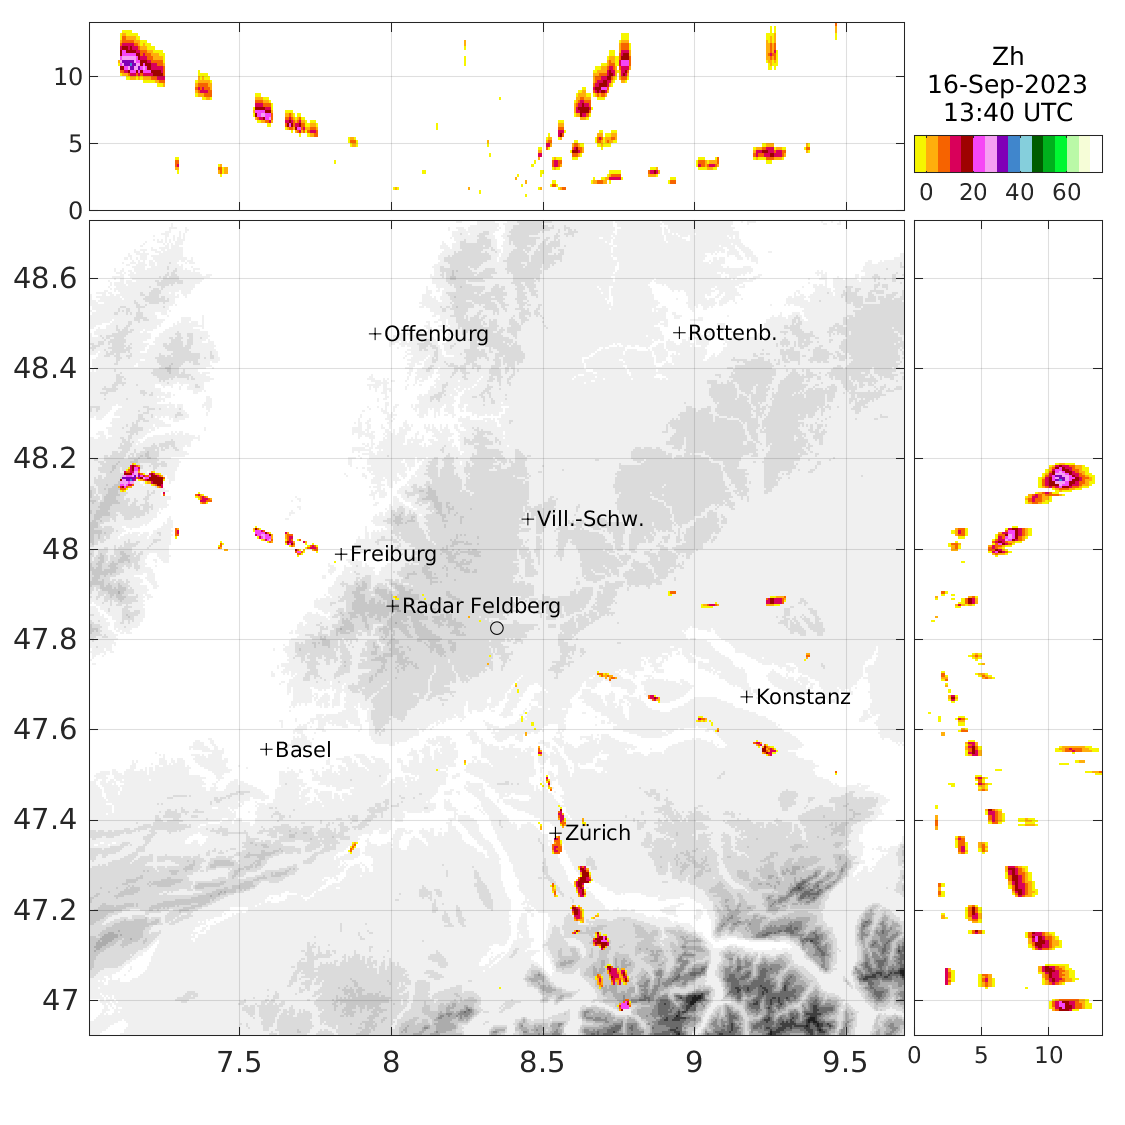 10
5
0
Zh
16-Sep-2023
13:40 UTC
0 20 40 60
48.6
48.4
48.2
48
47.8
47.6
47.4
47.2
47
Offenburg
Rottenb.
Vill.-Schw.
Freiburg
Radar Feldberg
Konstanz
Basel
Zürich
7.5 8 8.5 9 9.5
0 5 10